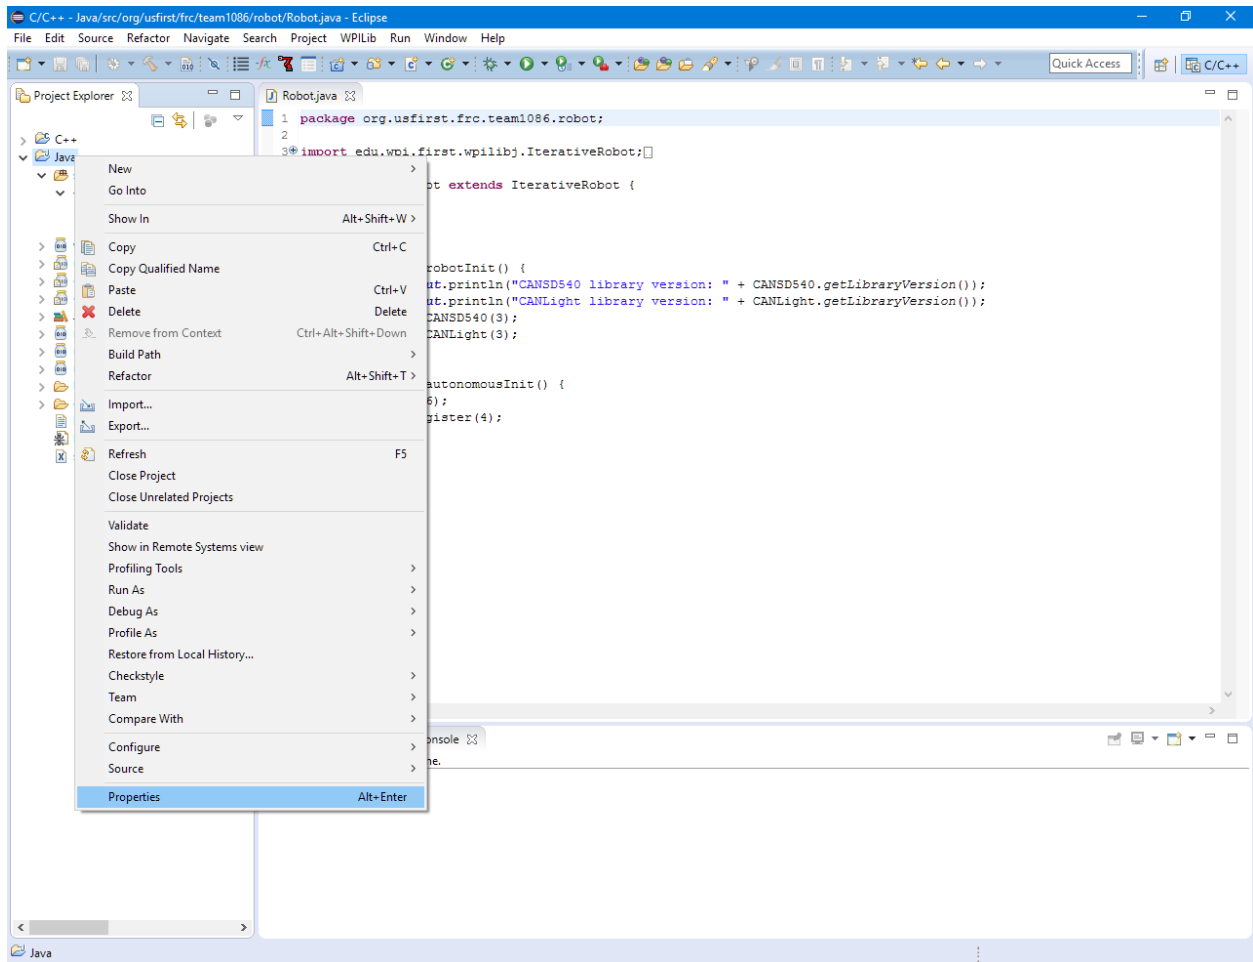 C/C++ - Java/src/org/usfirst/frc/team1086/robot/Robot.java - Eclipse
File Edit Source Refactor Navigate Search Project WPILib Run Window Help
Quick Access
C/C++
Project Explorer
Robot.java
1 package org.usfirst.frc.team1086.robot;
2
3 import edu.wpi.first.wpilibj.IterativeRobot;
C++
Java
New
Go Into
Show In Alt+Shift+W
Copy Ctrl+C
Copy Qualified Name
Paste Ctrl+V
Delete Delete
Remove from Context Ctrl+Alt+Shift+Down
Build Path
Refactor Alt+Shift+T
Import...
Export...
Refresh F5
Close Project
Close Unrelated Projects
Validate
Show in Remote Systems view
Profiling Tools
Run As
Debug As
Profile As
Restore from Local History...
Checkstyle
Team
Compare With
Configure
Source
Properties Alt+Enter
extends IterativeRobot {
robotInit() {
.println("CANSD540 library version: " + CANSD540.getLibraryVersion());
.println("CANLight library version: " + CANLight.getLibraryVersion());
CANSD540(3);
CANLight(3);
autonomousInit() {
6);
gister(4);
onsole
ne.
Java